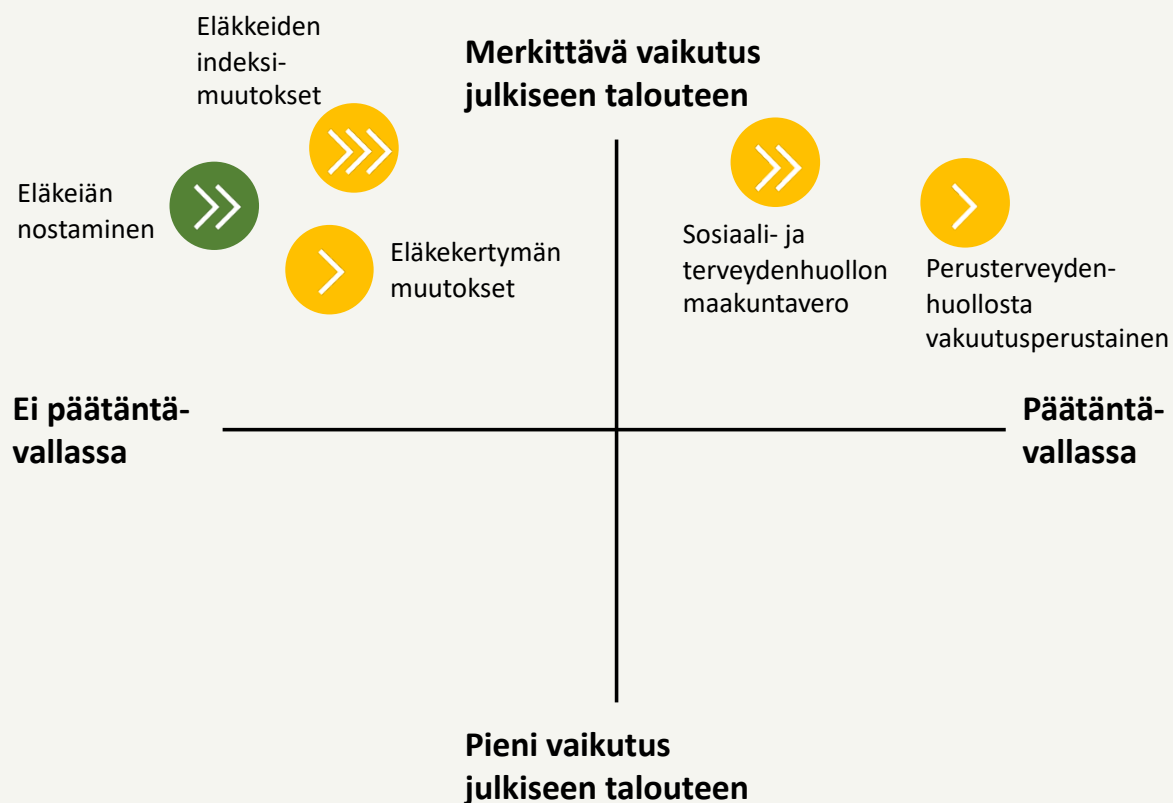 Eläkkeiden
indeksi-
muutokset
Merkittävä vaikutus
julkiseen talouteen
Eläkeiän
nostaminen
Eläkekertymän
muutokset
Sosiaali- ja
terveydenhuollon
maakuntavero
Perusterveyden-
huollosta
vakuutusperustainen
Ei päätäntä-
vallassa
Päätäntä-
vallassa
Pieni vaikutus
julkiseen talouteen